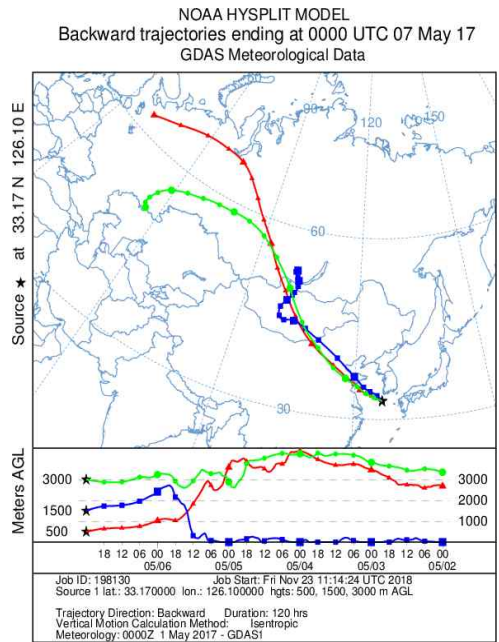 NOAA HYSPLIT MODEL
Backward trajectories ending at 0000 UTC 07 May 17
GDAS Meteorological Data
Source ★ at 33.17 N 126.10 E
90
120
150
60
30
Meters AGL
3000
1500
500
3000
2000
1000
18 12 06 00 18 12 06 00 18 12 06 00 18 12 06 00 18 12 06 00
05/06 05/05 05/04 05/03 05/02
Job ID: 198130 Job Start: Fri Nov 23 11:14:24 UTC 2018
Source 1 lat.: 33.170000 lon.: 126.100000 hgts: 500, 1500, 3000 m AGL
Trajectory Direction: Backward Duration: 120 hrs
Vertical Motion Calculation Method: Isentropic
Meteorology: 0000Z 1 May 2017 - GDAS1